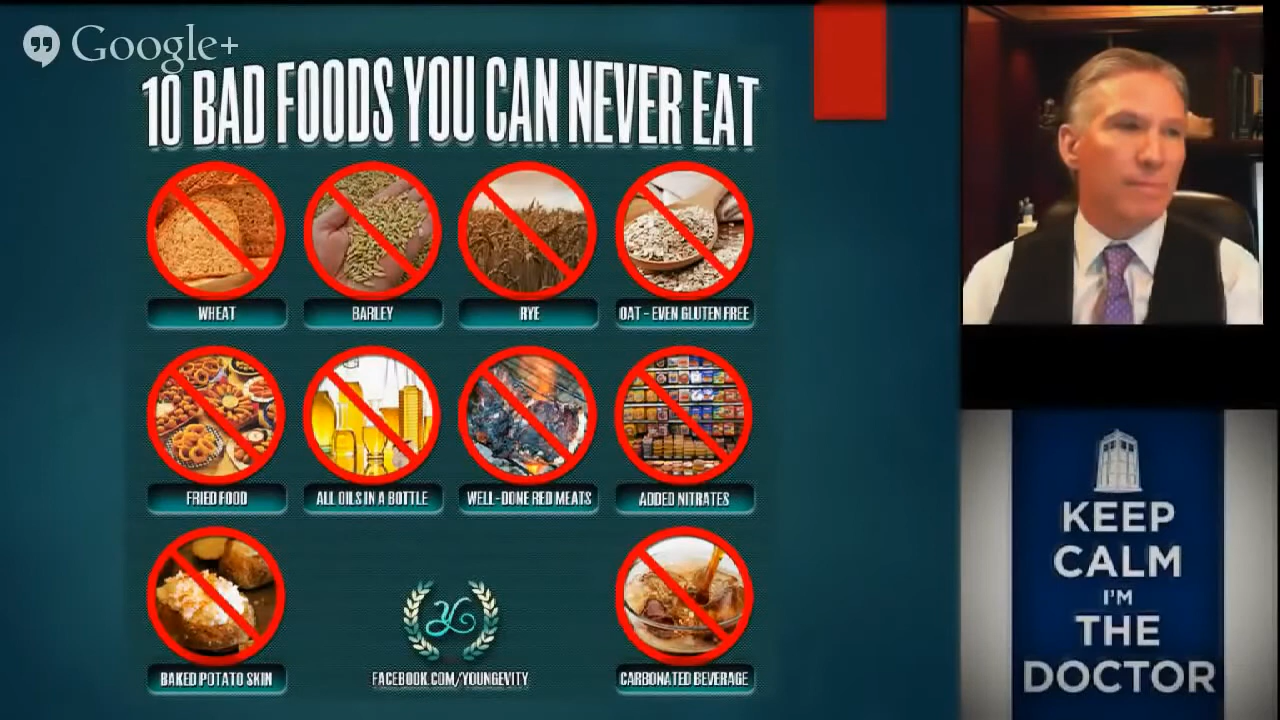 Google+
10 BAD FOODS YOU CAN NEVER EAT
WHEAT
BARLEY
RYE
OAT - EVEN GLUTEN FREE
FRIED FOOD
ALL OILS IN A BOTTLE
WELL-DONE RED MEATS
ADDED NITRATES
BAKED POTATO SKIN
FACEBOOK.COM/YOUNGEVITY
CARBONATED BEVERAGE
KEEP
CALM
I'M
THE
DOCTOR